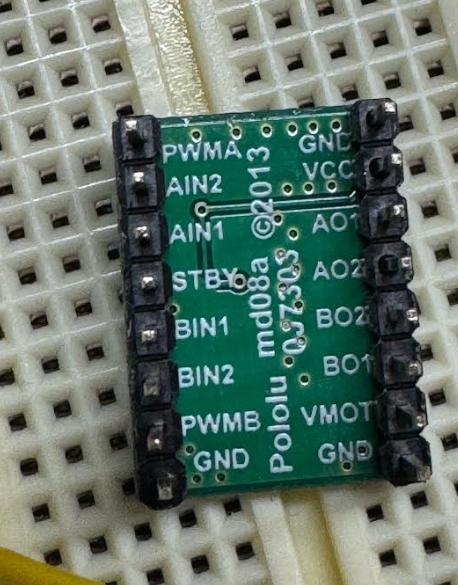 PWMA
AIN2
AIN1
STBY
BIN1
BIN2
PWMB
GND
Pololu md08a ©2013
0J7303
GND
VCC
AO1
AO2
BO2
BO1
VMOT
GND